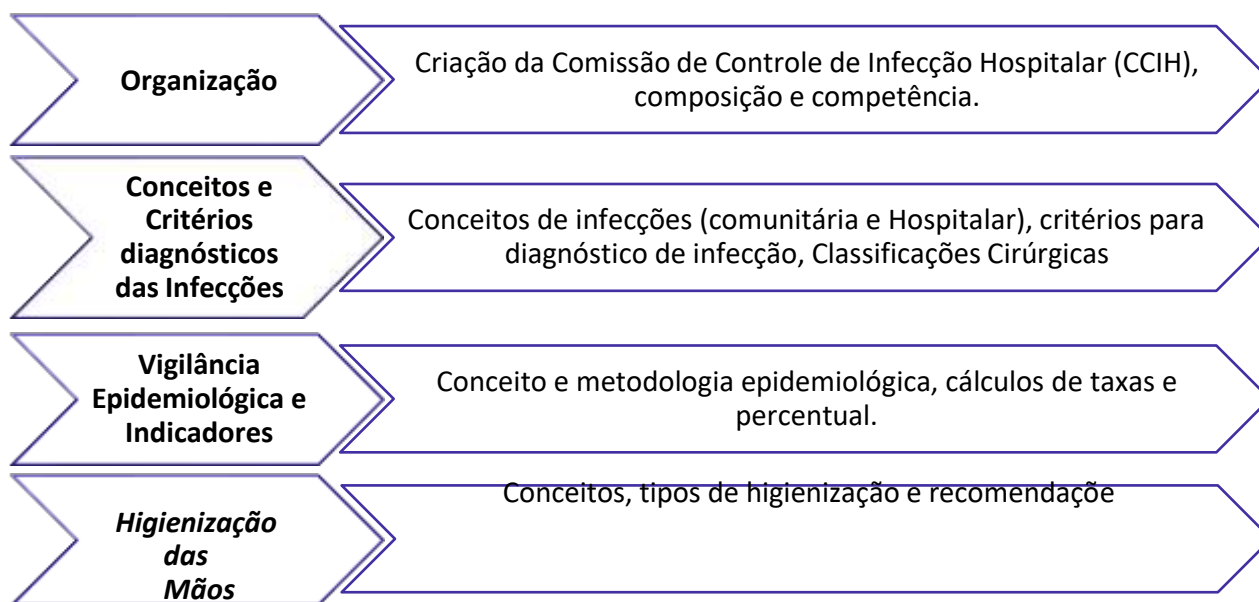 Organização
Criação da Comissão de Controle de Infecção Hospitalar (CCIH),
composição e competência.
Conceitos e
Critérios
diagnósticos
das Infecções
Conceitos de infecções (comunitária e Hospitalar), critérios para
diagnóstico de infecção, Classificações Cirúrgicas
Vigilância
Epidemiológica e
Indicadores
Conceito e metodologia epidemiológica, cálculos de taxas e
percentual.
Higienização
das
Mãos
Conceitos, tipos de higienização e recomendaçõe